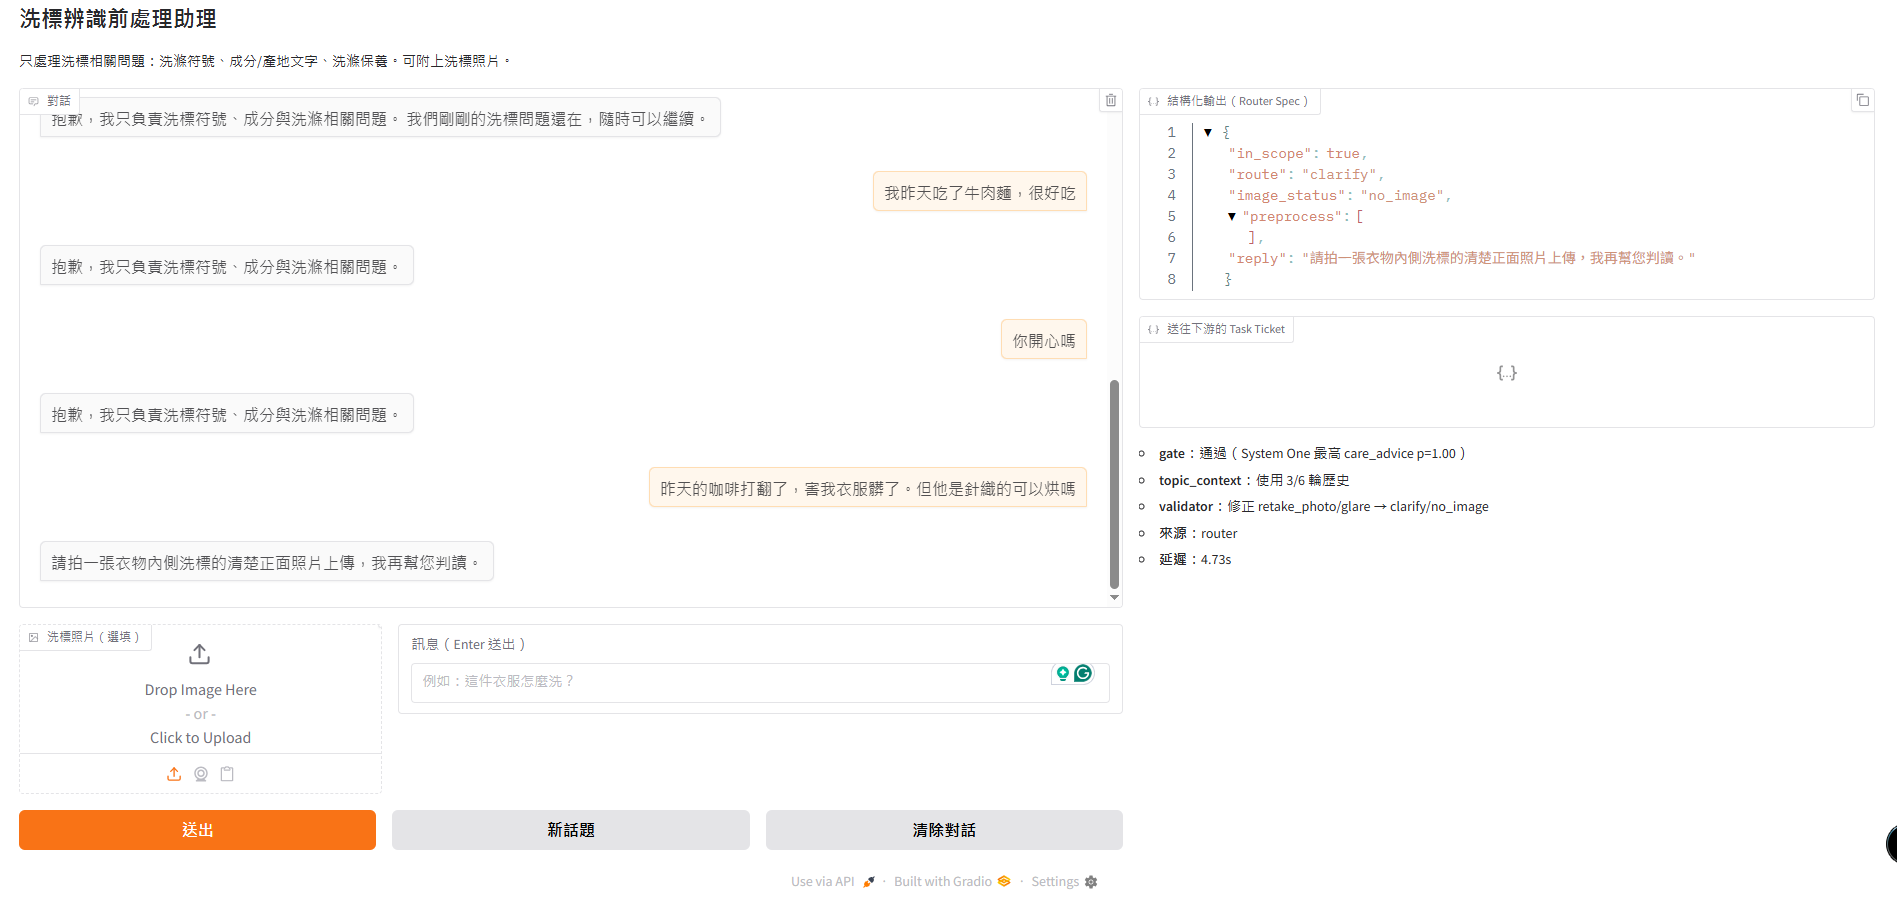 洗標辨識前處理助理
只處理洗標相關問題：洗滌符號、成分/產地文字、洗滌保養。可附上洗標照片。
對話
抱歉，我只負責洗標符號、成分與洗滌相關問題。 我們剛剛的洗標問題還在，隨時可以繼續。
我昨天吃了牛肉麵，很好吃
抱歉，我只負責洗標符號、成分與洗滌相關問題。
你開心嗎
抱歉，我只負責洗標符號、成分與洗滌相關問題。
昨天的咖啡打翻了，害我衣服髒了。但他是針織的可以烘嗎
請拍一張衣物內側洗標的清楚正面照片上傳，我再幫您判讀。
洗標照片（選填）
Drop Image Here
- or -
Click to Upload
訊息（Enter 送出）
例如：這件衣服怎麼洗？
送出
新話題
清除對話
結構化輸出（Router Spec）
1 {
2 "in_scope": true,
3 "route": "clarify",
4 "image_status": "no_image",
5 "preprocess": [
6 ],
7 "reply": "請拍一張衣物內側洗標的清楚正面照片上傳，我再幫您判讀。"
8 }
送往下游的 Task Ticket
{...}
gate：通過（System One 最高 care_advice p=1.00）
topic_context：使用 3/6 輪歷史
validator：修正 retake_photo/glare → clarify/no_image
來源：router
延遲：4.73s
Use via API · Built with Gradio · Settings